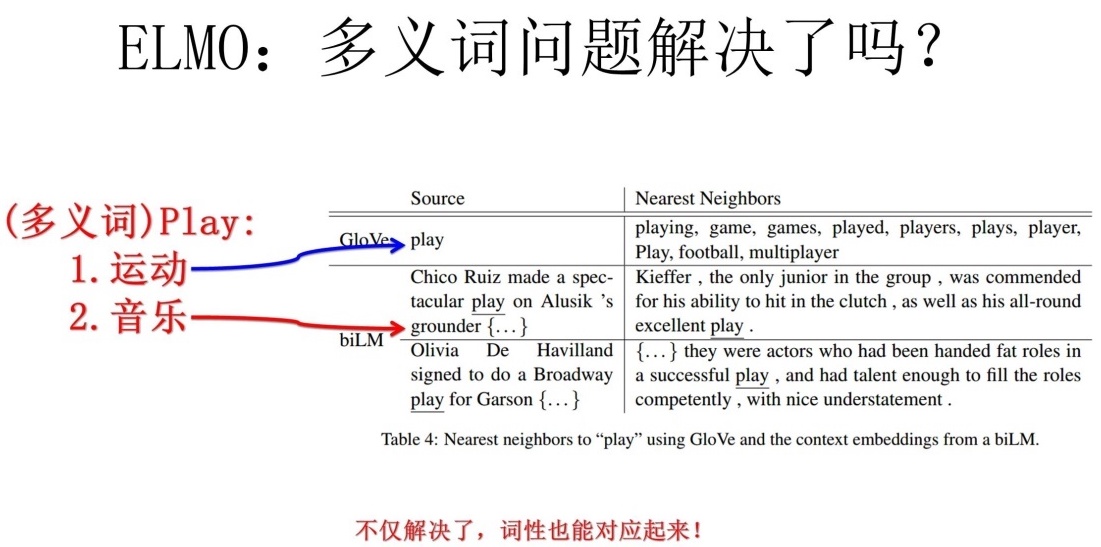 ELMO：多义词问题解决了吗？
(多义词)Play:
1.运动
2.音乐
Source Nearest Neighbors
GloVe play playing, game, games, played, players, plays, player,
Play, football, multiplayer
biLM
Chico Ruiz made a spec-
tacular play on Alusik 's
grounder {...}
Kieffer , the only junior in the group , was commended
for his ability to hit in the clutch , as well as his all-round
excellent play .
Olivia De Havilland
signed to do a Broadway
play for Garson {...}
{...} they were actors who had been handed fat roles in
a successful play , and had talent enough to fill the roles
competently , with nice understatement .
Table 4: Nearest neighbors to “play” using GloVe and the context embeddings from a biLM.
不仅解决了，词性也能对应起来！